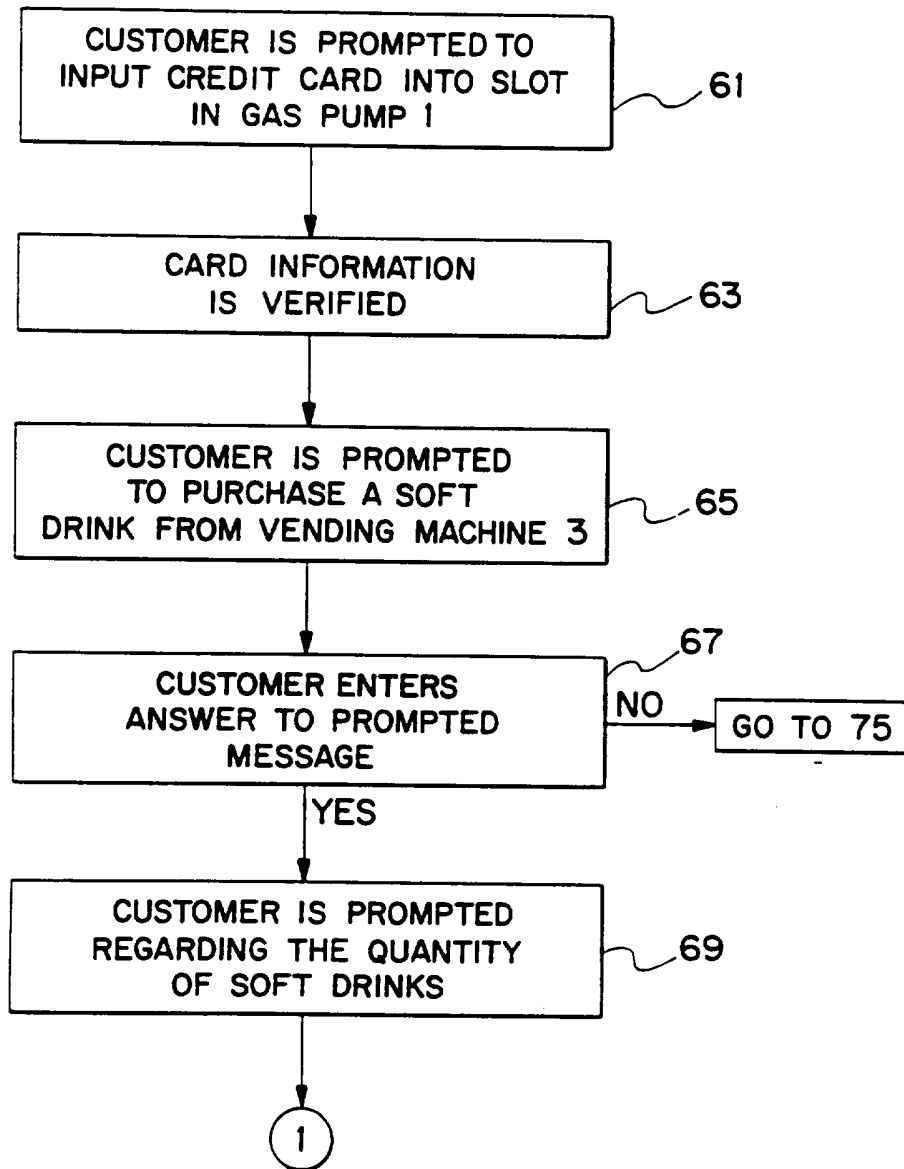 CUSTOMER IS PROMPTED TO
INPUT CREDIT CARD INTO SLOT
IN GAS PUMP 1
61
CARD INFORMATION
IS VERIFIED
63
CUSTOMER IS PROMPTED
TO PURCHASE A SOFT
DRINK FROM VENDING MACHINE 3
65
67
CUSTOMER ENTERS
ANSWER TO PROMPTED
MESSAGE
NO
GO TO 75
YES
CUSTOMER IS PROMPTED
REGARDING THE QUANTITY
OF SOFT DRINKS
69
1